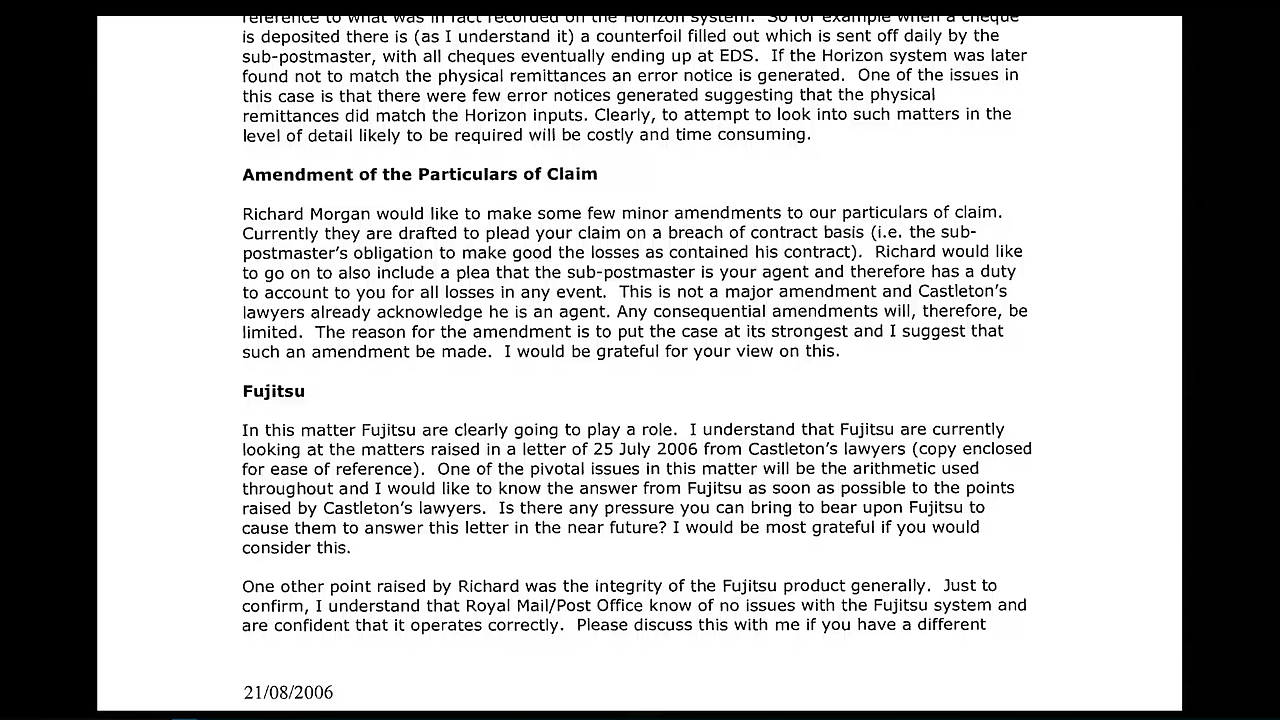 reference to what was in fact recorded on the Horizon system. So for example when a cheque
is deposited there is (as I understand it) a counterfoil filled out which is sent off daily by the
sub-postmaster, with all cheques eventually ending up at EDS. If the Horizon system was later
found not to match the physical remittances an error notice is generated. One of the issues in
this case is that there were few error notices generated suggesting that the physical
remittances did match the Horizon inputs. Clearly, to attempt to look into such matters in the
level of detail likely to be required will be costly and time consuming.
Amendment of the Particulars of Claim
Richard Morgan would like to make some few minor amendments to our particulars of claim.
Currently they are drafted to plead your claim on a breach of contract basis (i.e. the sub-
postmaster's obligation to make good the losses as contained his contract). Richard would like
to go on to also include a plea that the sub-postmaster is your agent and therefore has a duty
to account to you for all losses in any event. This is not a major amendment and Castleton's
lawyers already acknowledge he is an agent. Any consequential amendments will, therefore, be
limited. The reason for the amendment is to put the case at its strongest and I suggest that
such an amendment be made. I would be grateful for your view on this.
Fujitsu
In this matter Fujitsu are clearly going to play a role. I understand that Fujitsu are currently
looking at the matters raised in a letter of 25 July 2006 from Castleton's lawyers (copy enclosed
for ease of reference). One of the pivotal issues in this matter will be the arithmetic used
throughout and I would like to know the answer from Fujitsu as soon as possible to the points
raised by Castleton's lawyers. Is there any pressure you can bring to bear upon Fujitsu to
cause them to answer this letter in the near future? I would be most grateful if you would
consider this.
One other point raised by Richard was the integrity of the Fujitsu product generally. Just to
confirm, I understand that Royal Mail/Post Office know of no issues with the Fujitsu system and
are confident that it operates correctly. Please discuss this with me if you have a different
21/08/2006